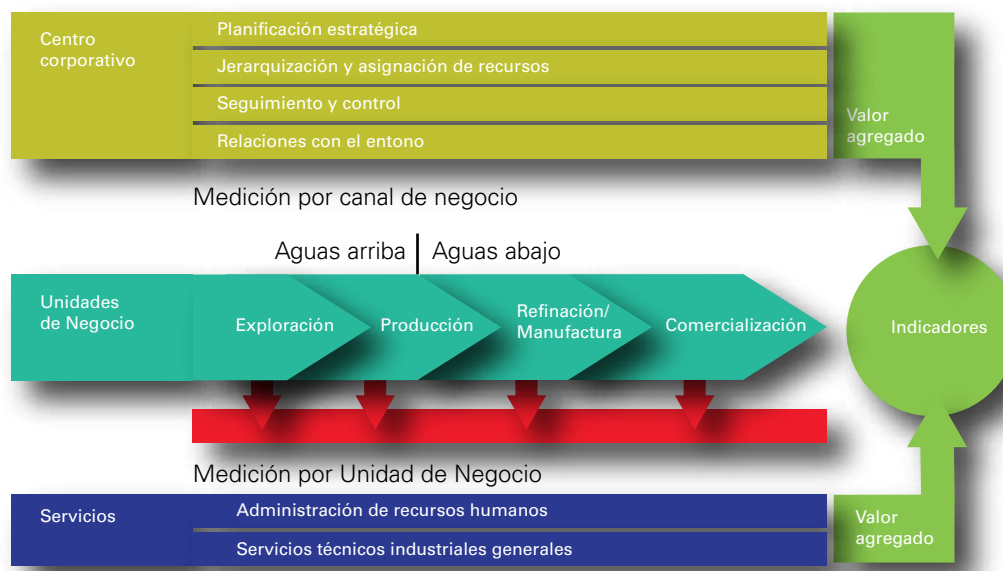 Centro
corporativo
Planificación estratégica
Jerarquización y asignación de recursos
Seguimiento y control
Relaciones con el entono
Valor
agregado
Medición por canal de negocio
Aguas arriba
Aguas abajo
Unidades
de Negocio
Exploración
Producción
Refinación/
Manufactura
Comercialización
Indicadores
Medición por Unidad de Negocio
Servicios
Administración de recursos humanos
Servicios técnicos industriales generales
Valor
agregado